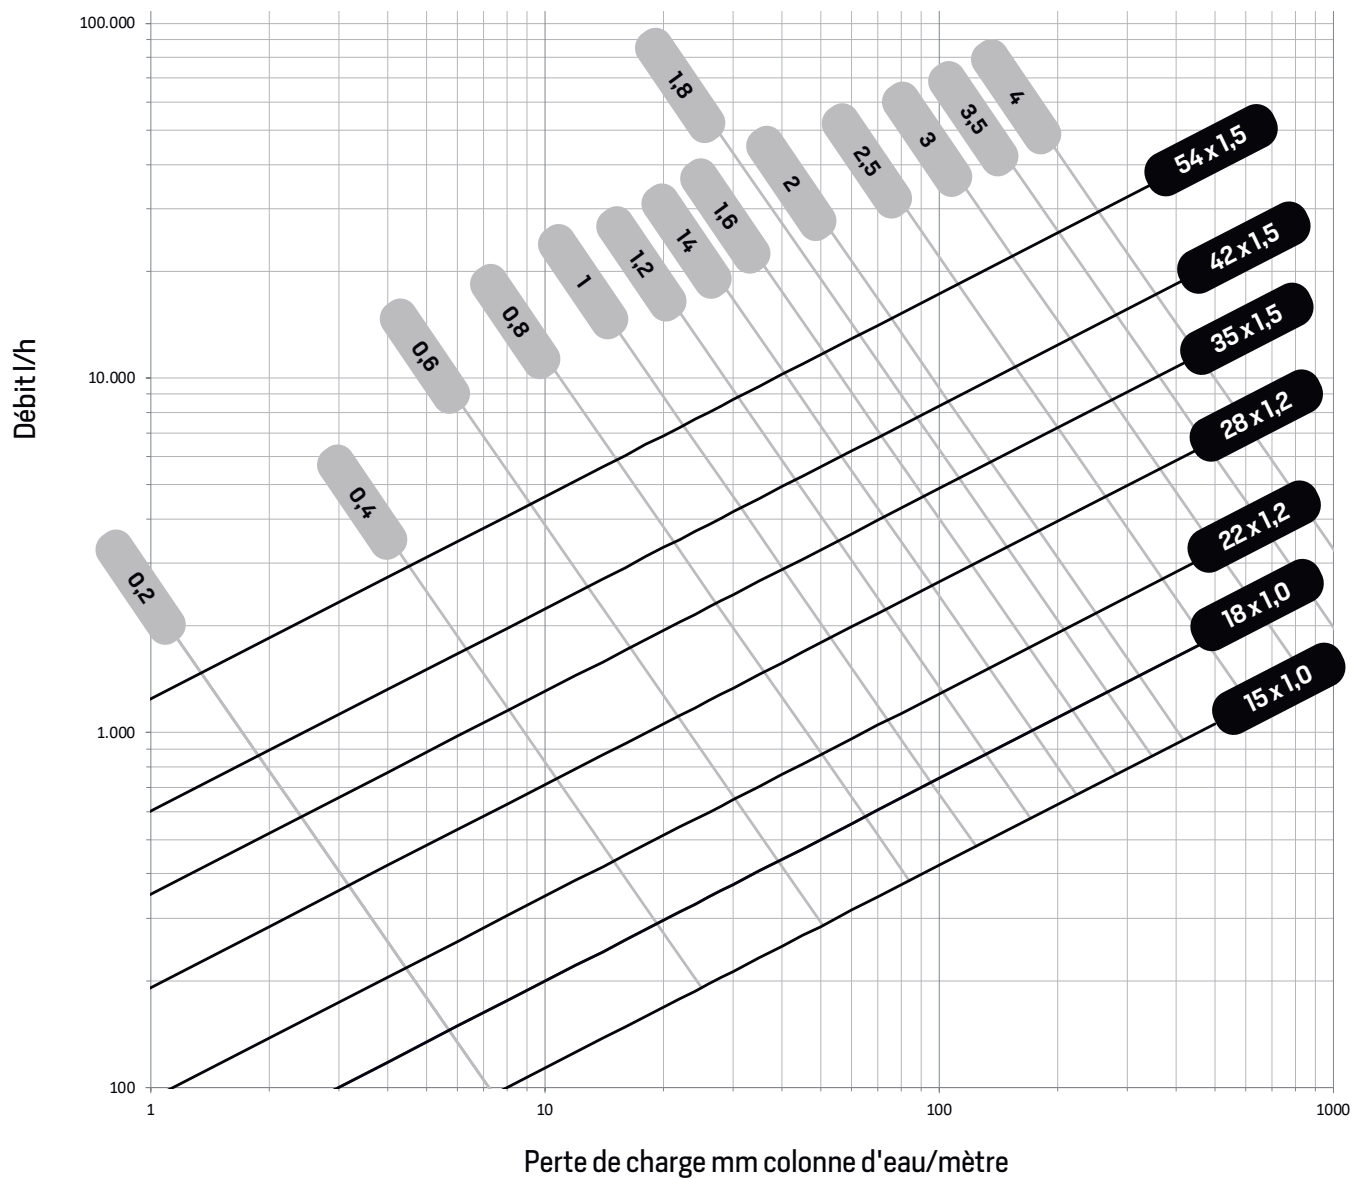 100.000
10.000
1.000
100
Débit l/h
1
10
100
1000
Perte de charge mm colonne d'eau/mètre
0,2
0,4
0,6
0,8
1
1,2
14
1,6
1,8
2
2,5
3
3,5
4
54 x 1,5
42 x 1,5
35 x 1,5
28 x 1,2
22 x 1,2
18 x 1,0
15 x 1,0